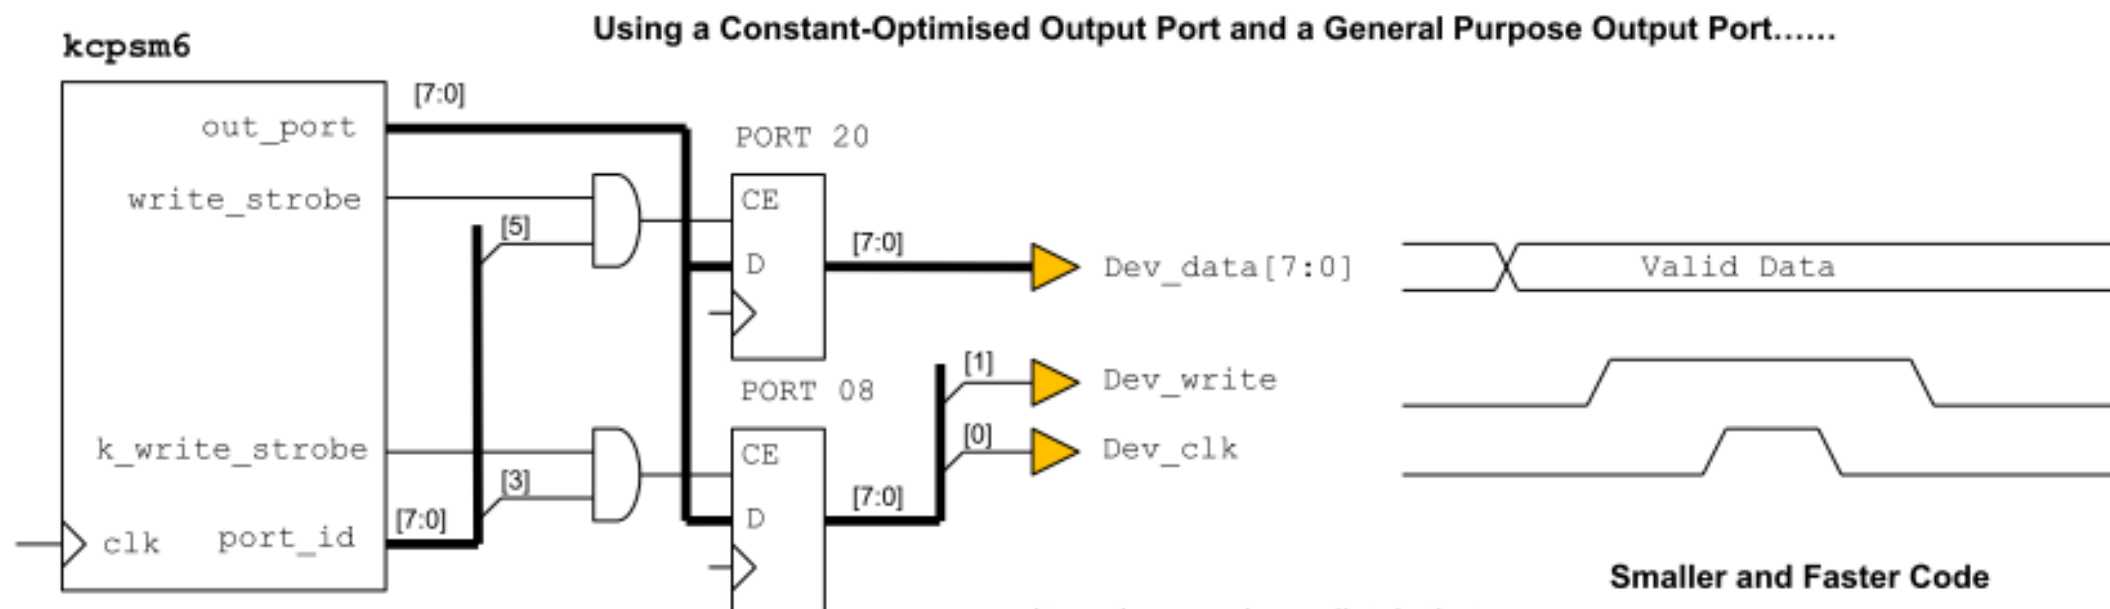 Using a Constant-Optimised Output Port and a General Purpose Output Port......
kcpsm6
[7:0]
out_port
PORT 20
write_strobe
CE
[5]
[7:0]
D
Dev_data[7:0]
Valid Data
[1]
Dev_write
PORT 08
[0]
Dev_clk
k_write_strobe
CE
[3]
[7:0]
[7:0]
D
clk
port_id
Smaller and Faster Code